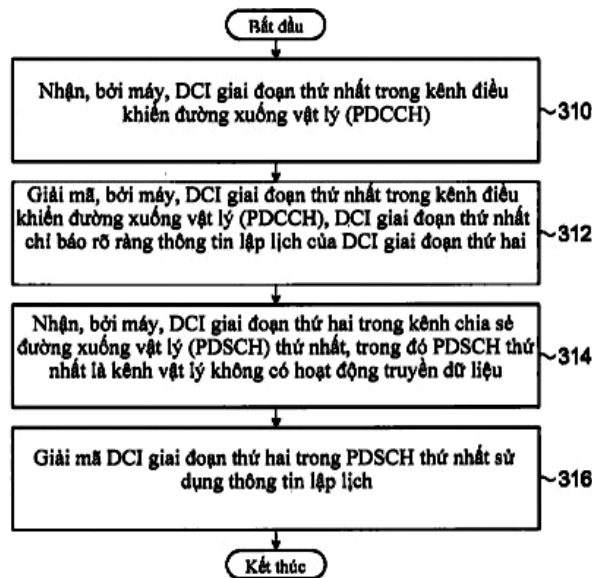 Bắt đầu
Nhận, bởi máy, DCI giai đoạn thứ nhất trong kênh điều
khiển đường xuống vật lý (PDCCH)
310
Giải mã, bởi máy, DCI giai đoạn thứ nhất trong kênh điều
khiển đường xuống vật lý (PDCCH), DCI giai đoạn thứ nhất
chỉ báo rõ ràng thông tin lập lịch của DCI giai đoạn thứ hai
312
Nhận, bởi máy, DCI giai đoạn thứ hai trong kênh chia sẻ
đường xuống vật lý (PDSCH) thứ nhất, trong đó PDSCH thứ
nhất là kênh vật lý không có hoạt động truyền dữ liệu
314
Giải mã DCI giai đoạn thứ hai trong PDSCH thứ nhất sử
dụng thông tin lập lịch
316
Kết thúc